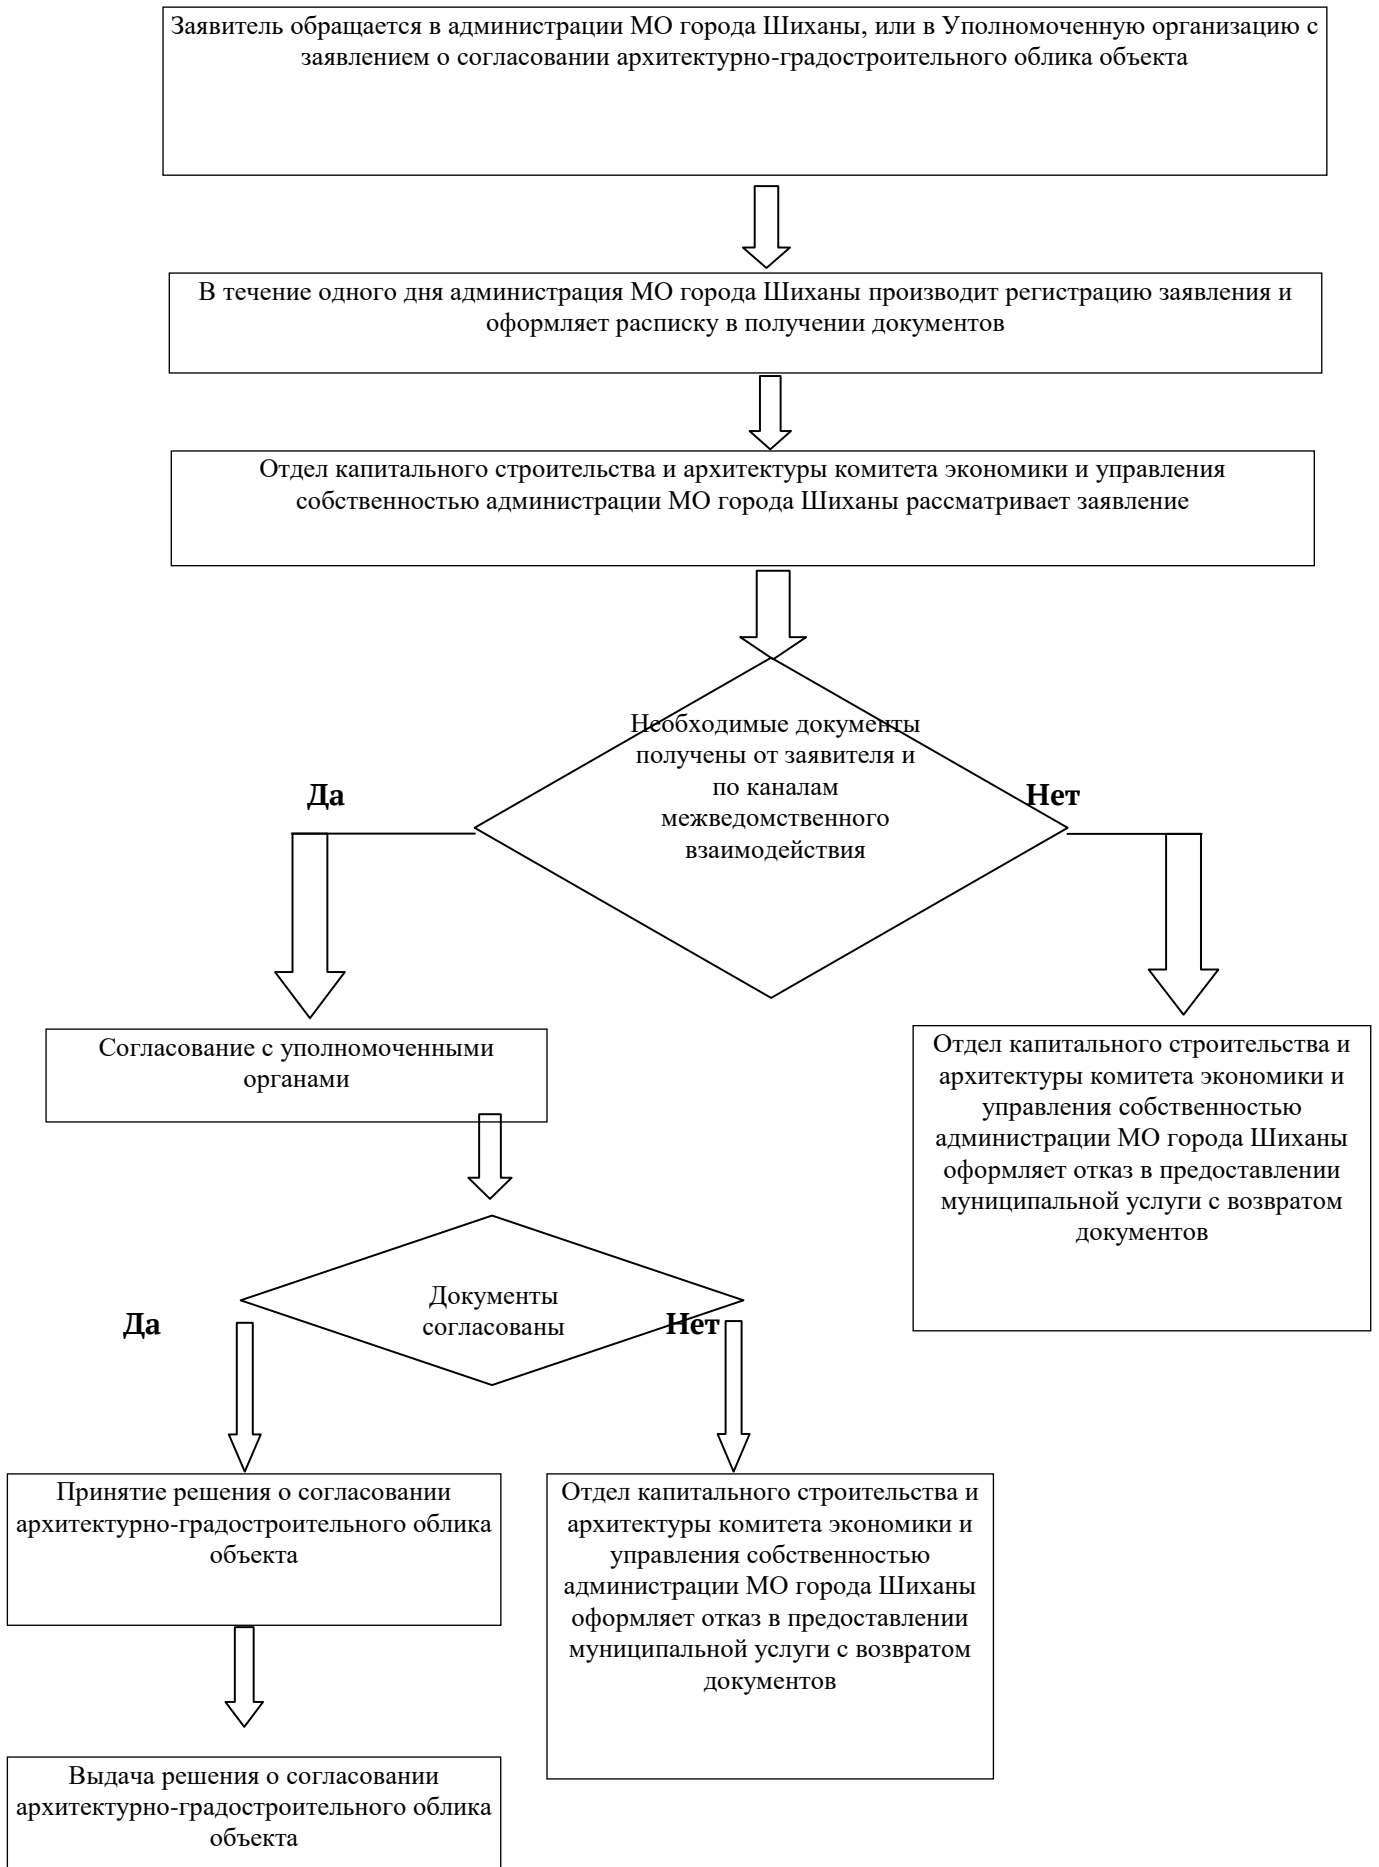 Заявитель обращается в администрации МО города Шиханы, или в Уполномоченную организацию с
заявлением о согласовании архитектурно-градостроительного облика объекта
В течение одного дня администрация МО города Шиханы производит регистрацию заявления и
оформляет расписку в получении документов
Отдел капитального строительства и архитектуры комитета экономики и управления
собственностью администрации МО города Шиханы рассматривает заявление
Необходимые документы
получены от заявителя и
по каналам
межведомственного
взаимодействия
Да
Нет
Согласование с уполномоченными
органами
Отдел капитального строительства и
архитектуры комитета экономики и
управления собственностью
администрации МО города Шиханы
оформляет отказ в предоставлении
муниципальной услуги с возвратом
документов
Документы
согласованы
Да
Нет
Принятие решения о согласовании
архитектурно-градостроительного облика
объекта
Отдел капитального строительства и
архитектуры комитета экономики и
управления собственностью
администрации МО города Шиханы
оформляет отказ в предоставлении
муниципальной услуги с возвратом
документов
Выдача решения о согласовании
архитектурно-градостроительного облика
объекта